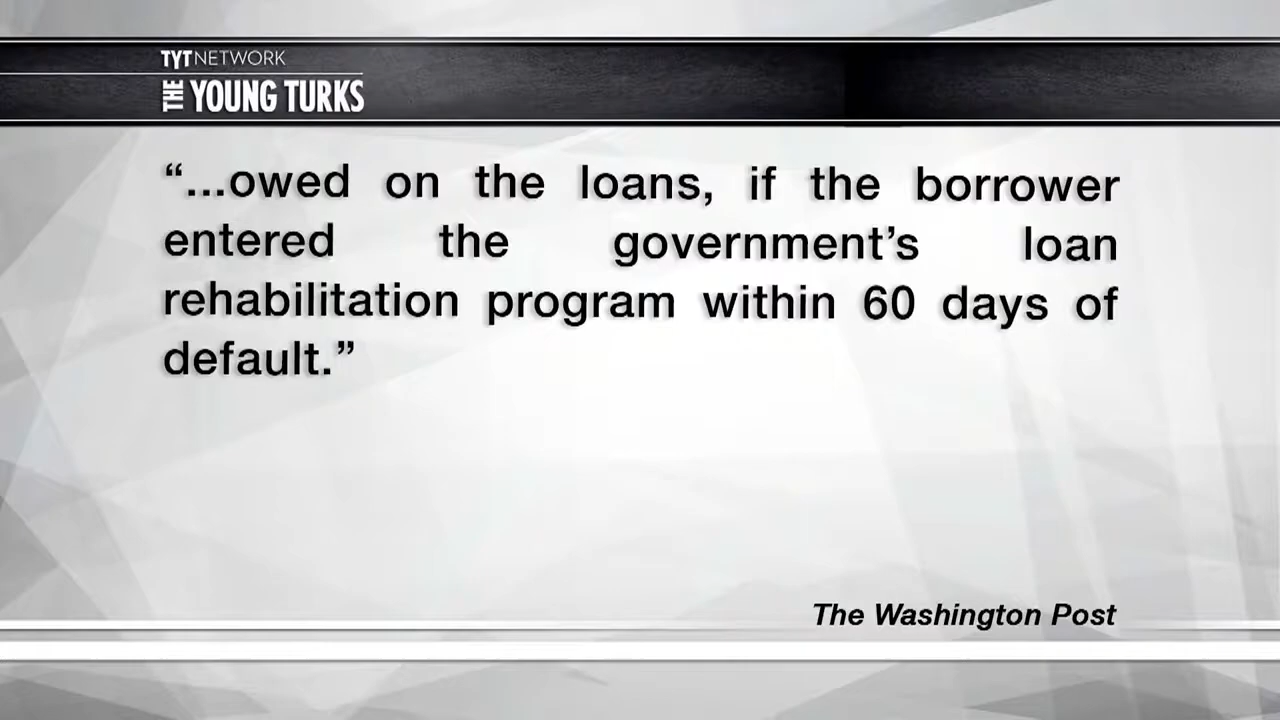 TYTNETWORK
THE YOUNG TURKS
“...owed on the loans, if the borrower
entered the government’s loan
rehabilitation program within 60 days of
default.”
The Washington Post